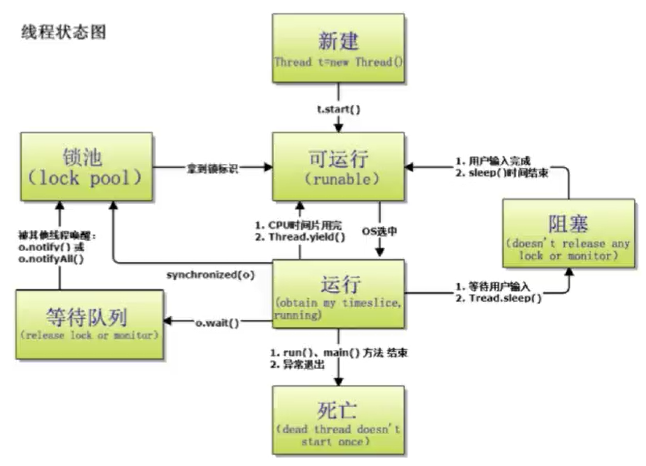 线程状态图
新建
Thread t=new Thread()
t.start()
锁池
(lock pool)
拿到锁标识
可运行
(runable)
1. 用户输入完成
2. sleep()时间结束
阻塞
(doesn't release any
lock or monitor)
被其他线程唤醒：
o.notify() 或
o.notifyAll()
1. CPU时间片用完
2. Thread.yield()
OS选中
synchronized(o)
运行
(obtain my timeslice,
running)
1. 等待用户输入
2. Tread.sleep()
等待队列
(release lock or monitor)
o.wait()
1. run()、main() 方法 结束
2. 异常退出
死亡
(dead thread doesn't
start once)